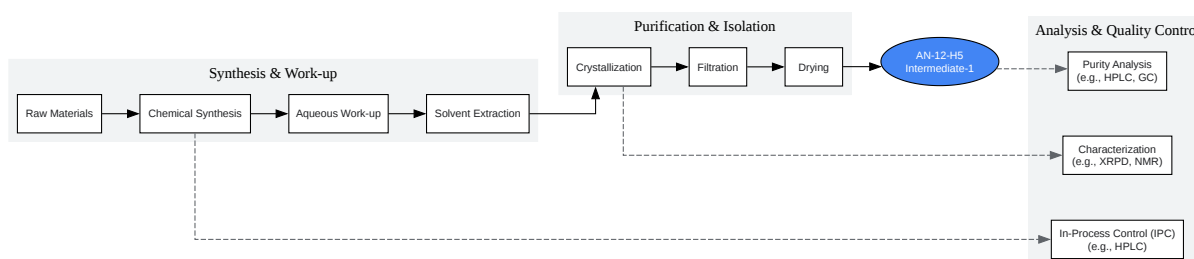 Purification & Isolation
Analysis & Quality Contro
Synthesis & Work-up
Raw Materials
Chemical Synthesis
Aqueous Work-up
Solvent Extraction
Crystallization
Filtration
Drying
AN-12-H5
Intermediate-1
Purity Analysis
(e.g., HPLC, GC)
Characterization
(e.g., XRPD, NMR)
In-Process Control (IPC)
(e.g., HPLC)